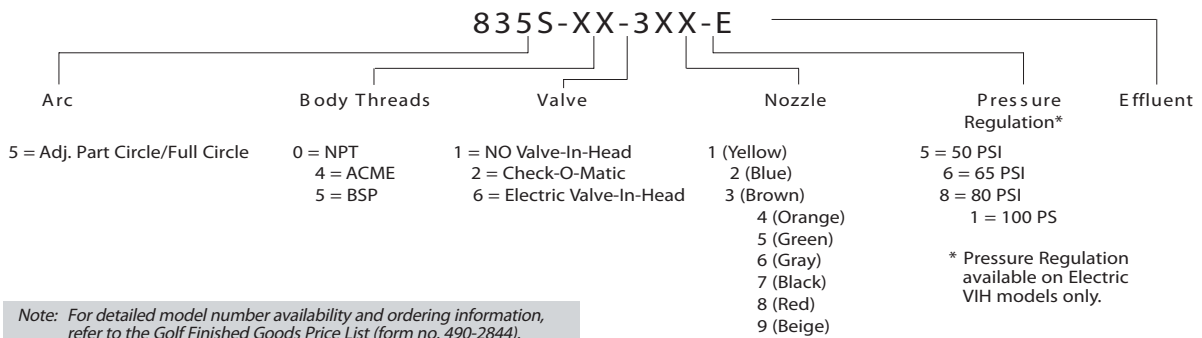 835S-XX-3XX-E
Arc
Body Threads
Valve
Nozzle
Pressure
Regulation*
Effluent
5 = Adj. Part Circle/Full Circle
0 = NPT
4 = ACME
5 = BSP
1 = NO Valve-In-Head
2 = Check-O-Matic
6 = Electric Valve-In-Head
1 (Yellow)
2 (Blue)
3 (Brown)
4 (Orange)
5 (Green)
6 (Gray)
7 (Black)
8 (Red)
9 (Beige)
5 = 50 PSI
6 = 65 PSI
8 = 80 PSI
1 = 100 PS
* Pressure Regulation
available on Electric
VIH models only.
Note: For detailed model number availability and ordering information,
refer to the Golf Finished Goods Price List (form no. 490-2844).